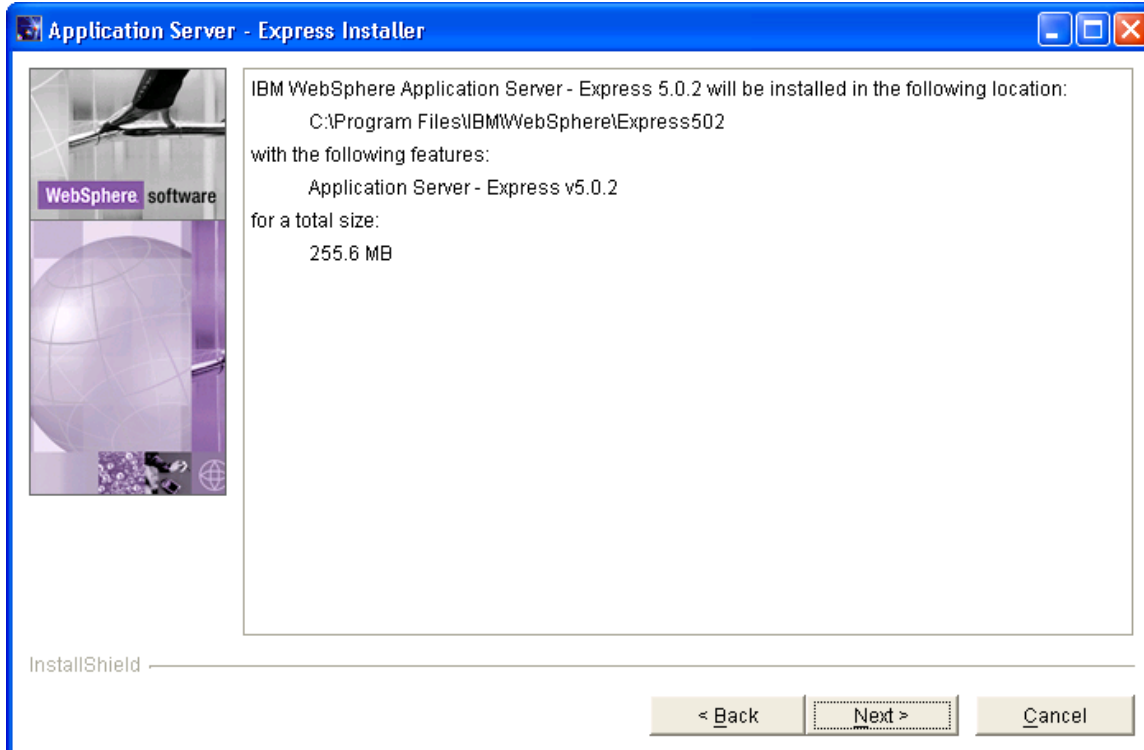 Application Server - Express Installer
WebSphere software
IBM WebSphere Application Server - Express 5.0.2 will be installed in the following location:
C:\Program Files\IBM\WebSphere\Express502
with the following features:
Application Server - Express v5.0.2
for a total size:
255.6 MB
InstallShield
< Back
Next >
Cancel